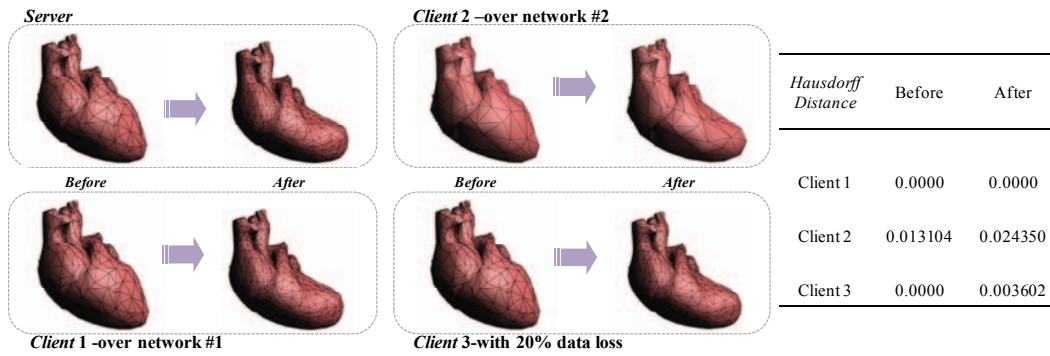 Server
Client 2 –over network #2
Before After
Before After
Client 1 -over network #1
Client 3-with 20% data loss
Hausdorff Distance Before After
Client 1 0.0000 0.0000
Client 2 0.013104 0.024350
Client 3 0.0000 0.003602